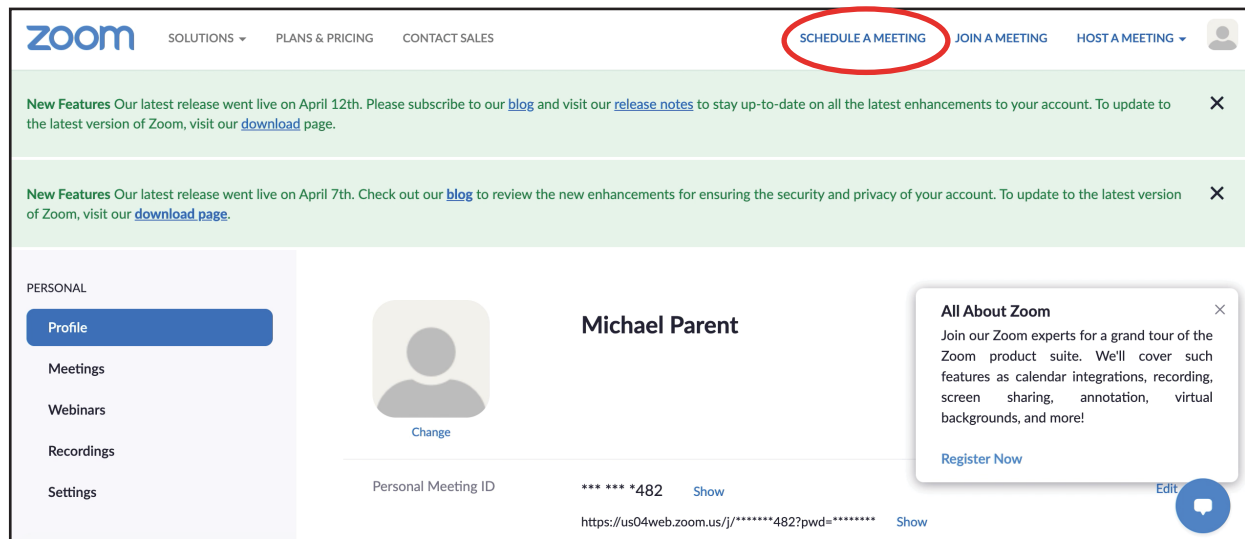 zoom SOLUTIONS PLANS & PRICING CONTACT SALES SCHEDULE A MEETING JOIN A MEETING HOST A MEETING
New Features Our latest release went live on April 12th. Please subscribe to our blog and visit our release notes to stay up-to-date on all the latest enhancements to your account. To update to
the latest version of Zoom, visit our download page.
New Features Our latest release went live on April 7th. Check out our blog to review the new enhancements for ensuring the security and privacy of your account. To update to the latest version
of Zoom, visit our download page.
PERSONAL
Profile
Meetings
Webinars
Recordings
Settings
Michael Parent
Change
All About Zoom
Join our Zoom experts for a grand tour of the
Zoom product suite. We'll cover such
features as calendar integrations, recording,
screen sharing, annotation, virtual
backgrounds, and more!
Register Now
Personal Meeting ID
*** *** *482 Show
Edit
https://us04web.zoom.us/j/*******482?pwd=******** Show